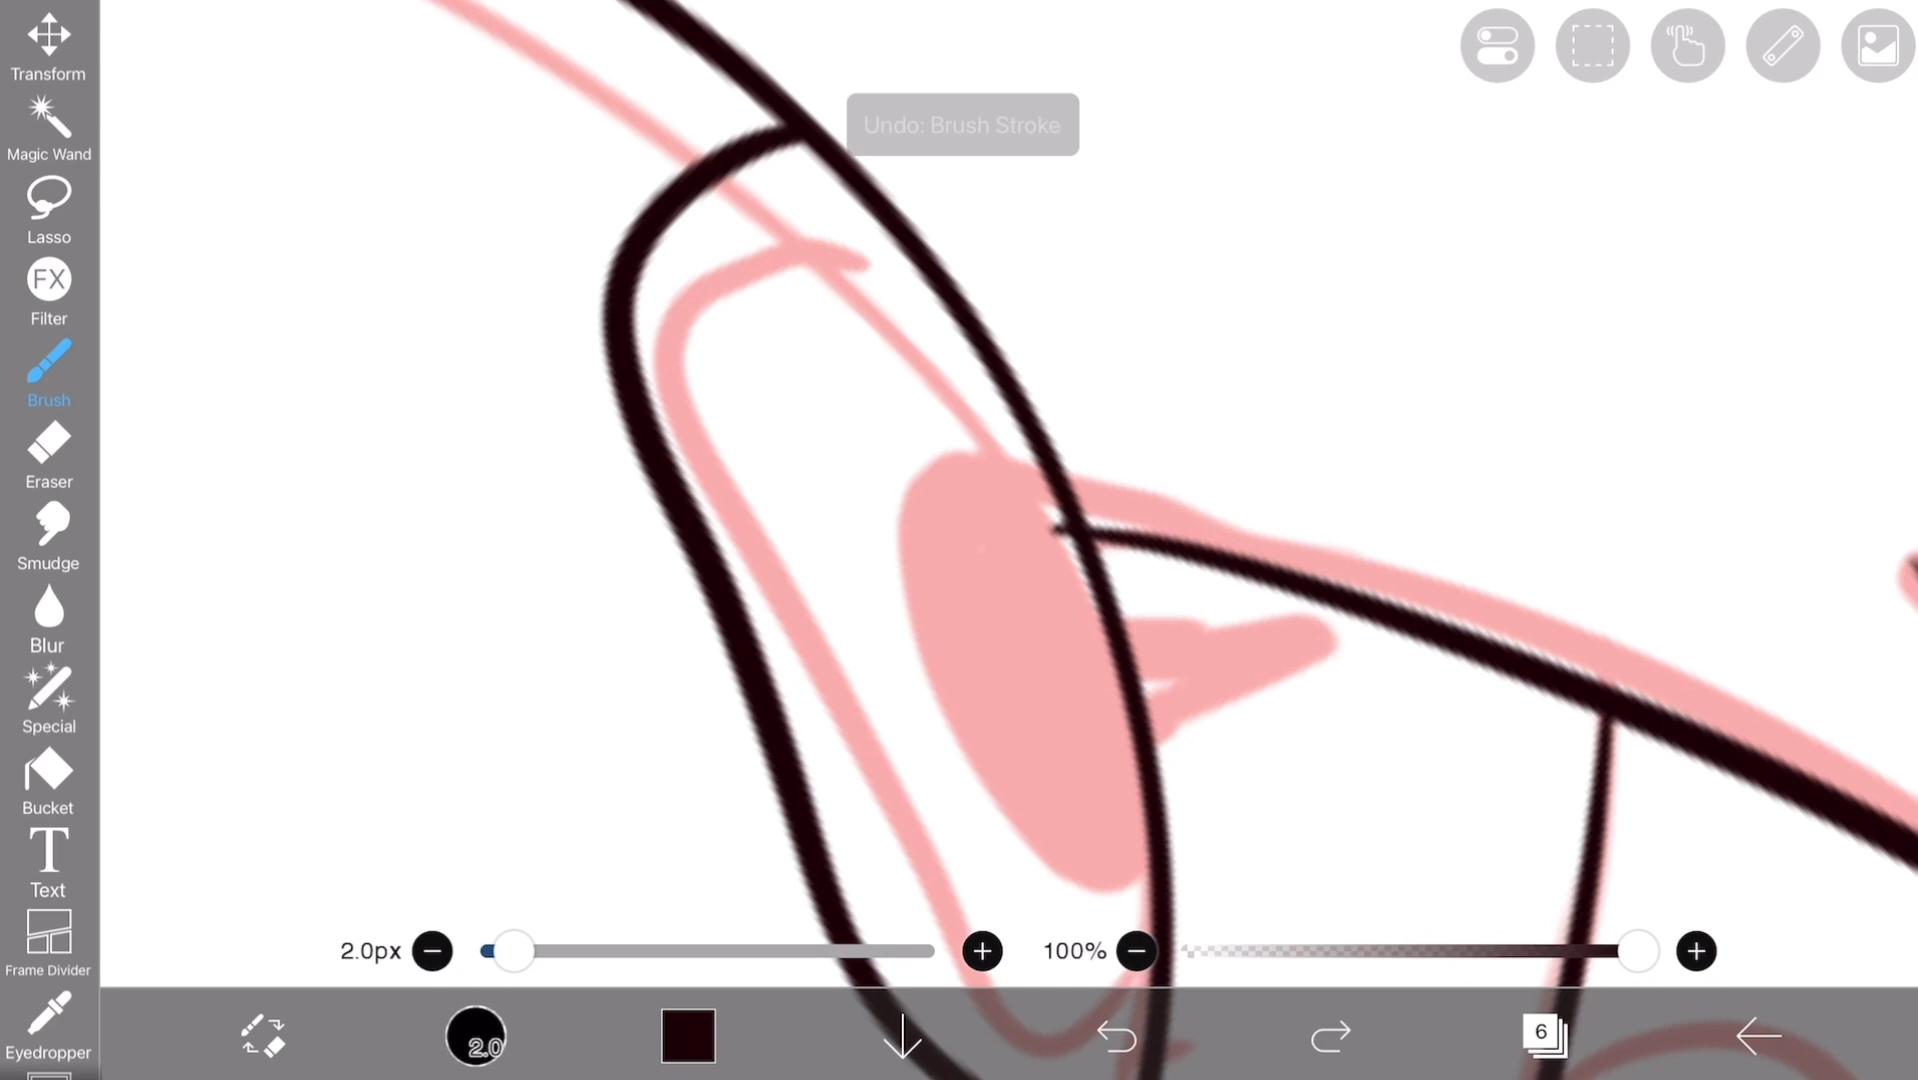 Transform
Magic Wand
Lasso
FX
Filter
Brush
Eraser
Smudge
Blur
Special
Bucket
T
Text
Frame Divider
Eyedropper
Undo: Brush Stroke
2.0px
100%
2.0
6